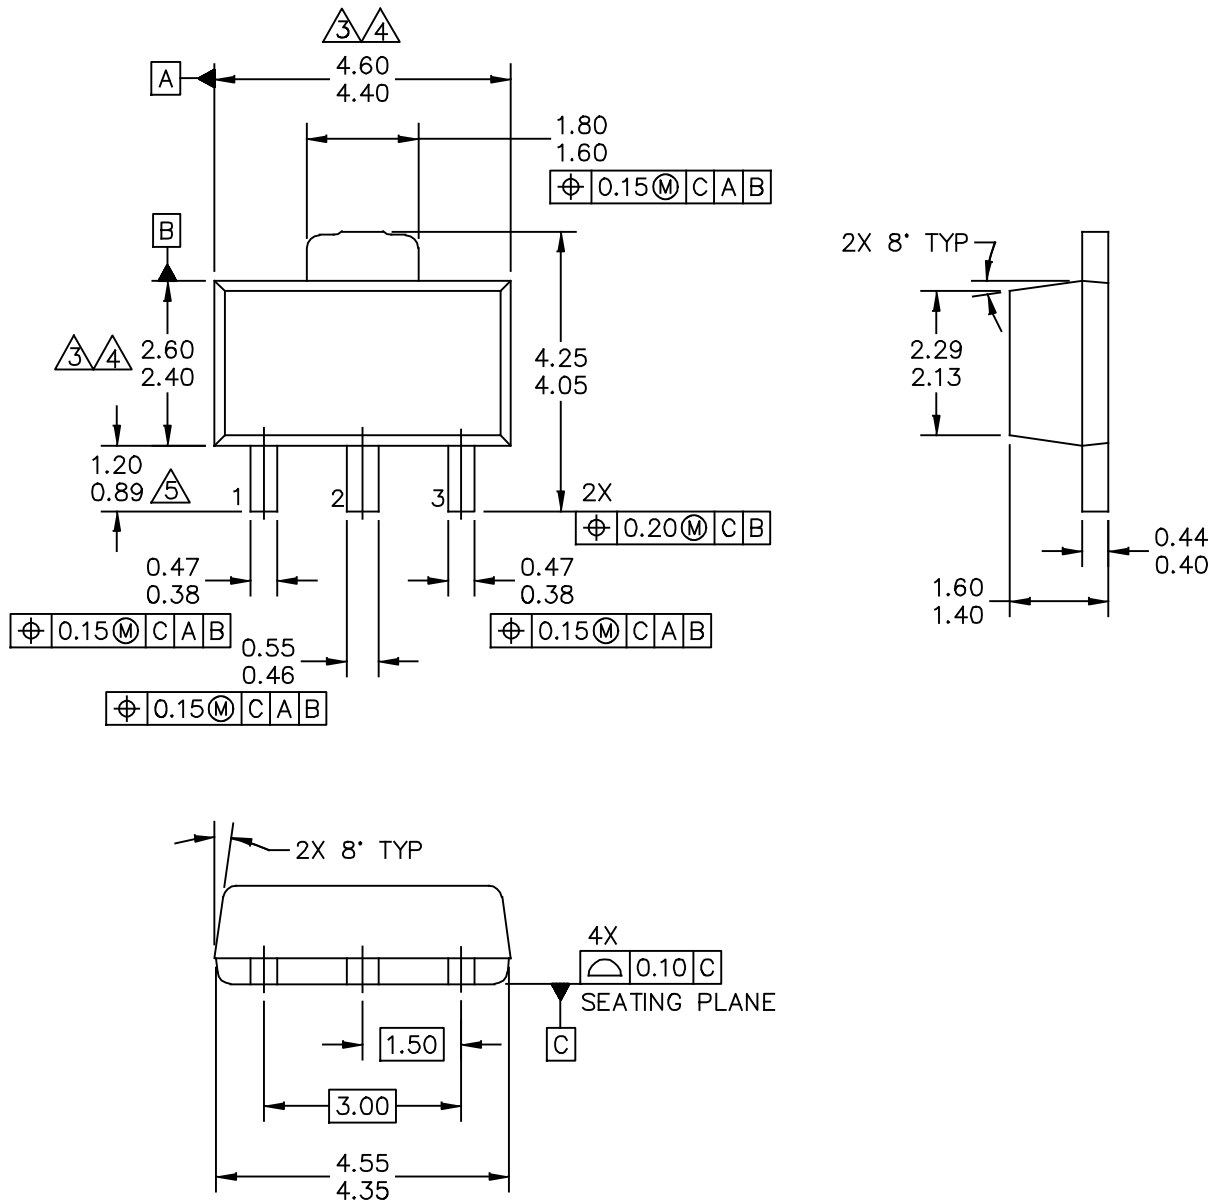 3 4
4.60
4.40
A
1.80
1.60
⌖ 0.15 Ⓜ C A B
B
2X 8° TYP
3 4
2.60
2.40
4.25
4.05
2.29
2.13
1.20
0.89 5
1 2 3
2X
⌖ 0.20 Ⓜ C B
0.47
0.38
⌖ 0.15 Ⓜ C A B
0.47
0.38
⌖ 0.15 Ⓜ C A B
0.55
0.46
⌖ 0.15 Ⓜ C A B
0.44
0.40
1.60
1.40
2X 8° TYP
4X
⌓ 0.10 C
SEATING PLANE
C
1.50
3.00
4.55
4.35